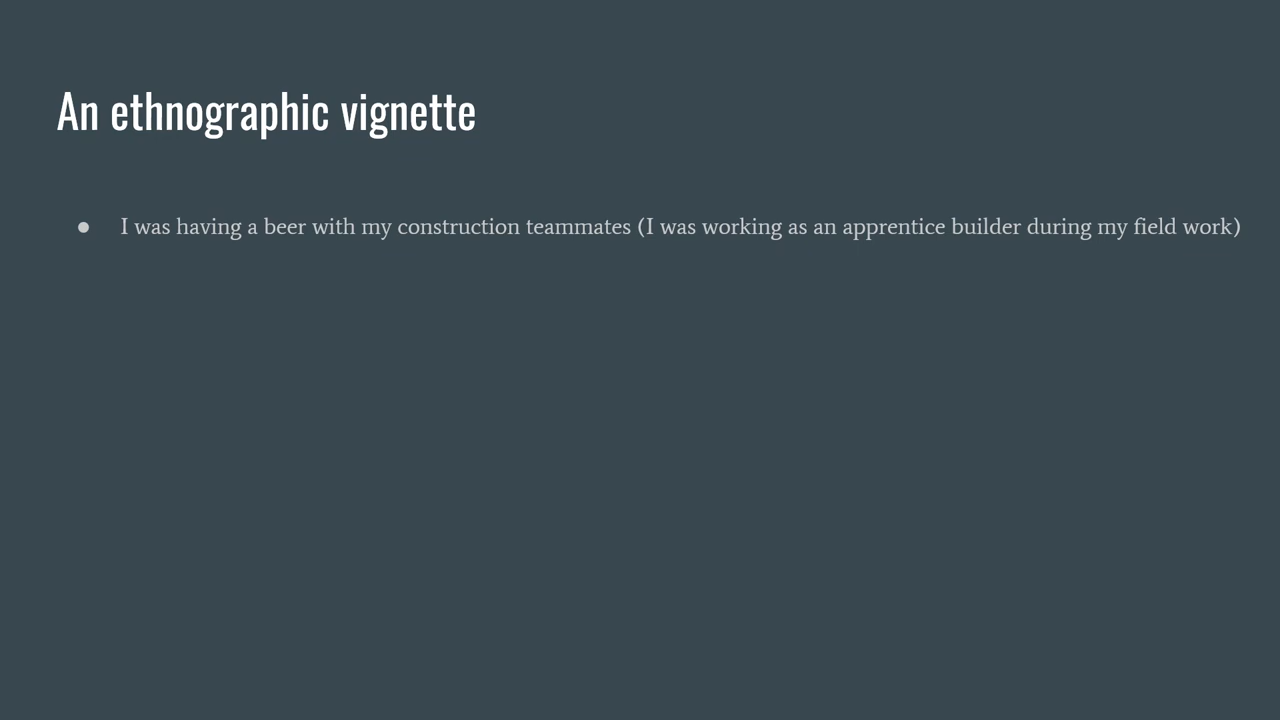 An ethnographic vignette
● I was having a beer with my construction teammates (I was working as an apprentice builder during my field work)